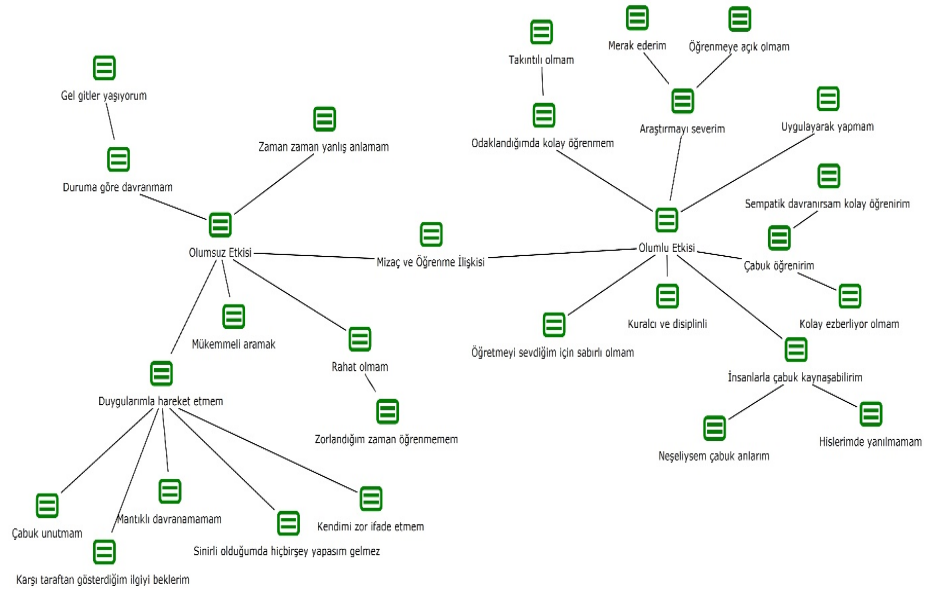 Merak ederim
Öğrenmeye açık olmam
Takıntılı olmam
Gel gitler yaşıyorum
Araştırmayı severim
Uygulayarak yapmam
Zaman zaman yanlış anlamam
Odaklandığımda kolay öğrenmem
Duruma göre davranmam
Sempatik davranırsam kolay öğrenirim
Olumsuz Etkisi
Mizaç ve Öğrenme İlişkisi
Olumlu Etkisi
Çabuk öğrenirim
Kuralcı ve disiplinli
Kolay ezberliyor olmam
Mükemmeli aramak
Öğretmeyi sevdiğim için sabırlı olmam
Rahat olmam
İnsanlarla çabuk kaynaşabilirim
Duygularımla hareket etmem
Zorlandığım zaman öğrenmemem
Hislerimde yanılmamam
Neşeliysem çabuk anlarım
Mantıklı davranamamam
Kendimi zor ifade etmem
Çabuk unutmam
Sinirli olduğumda hiçbirşey yapasım gelmez
Karşı taraftan gösterdiğim ilgiyi beklerim